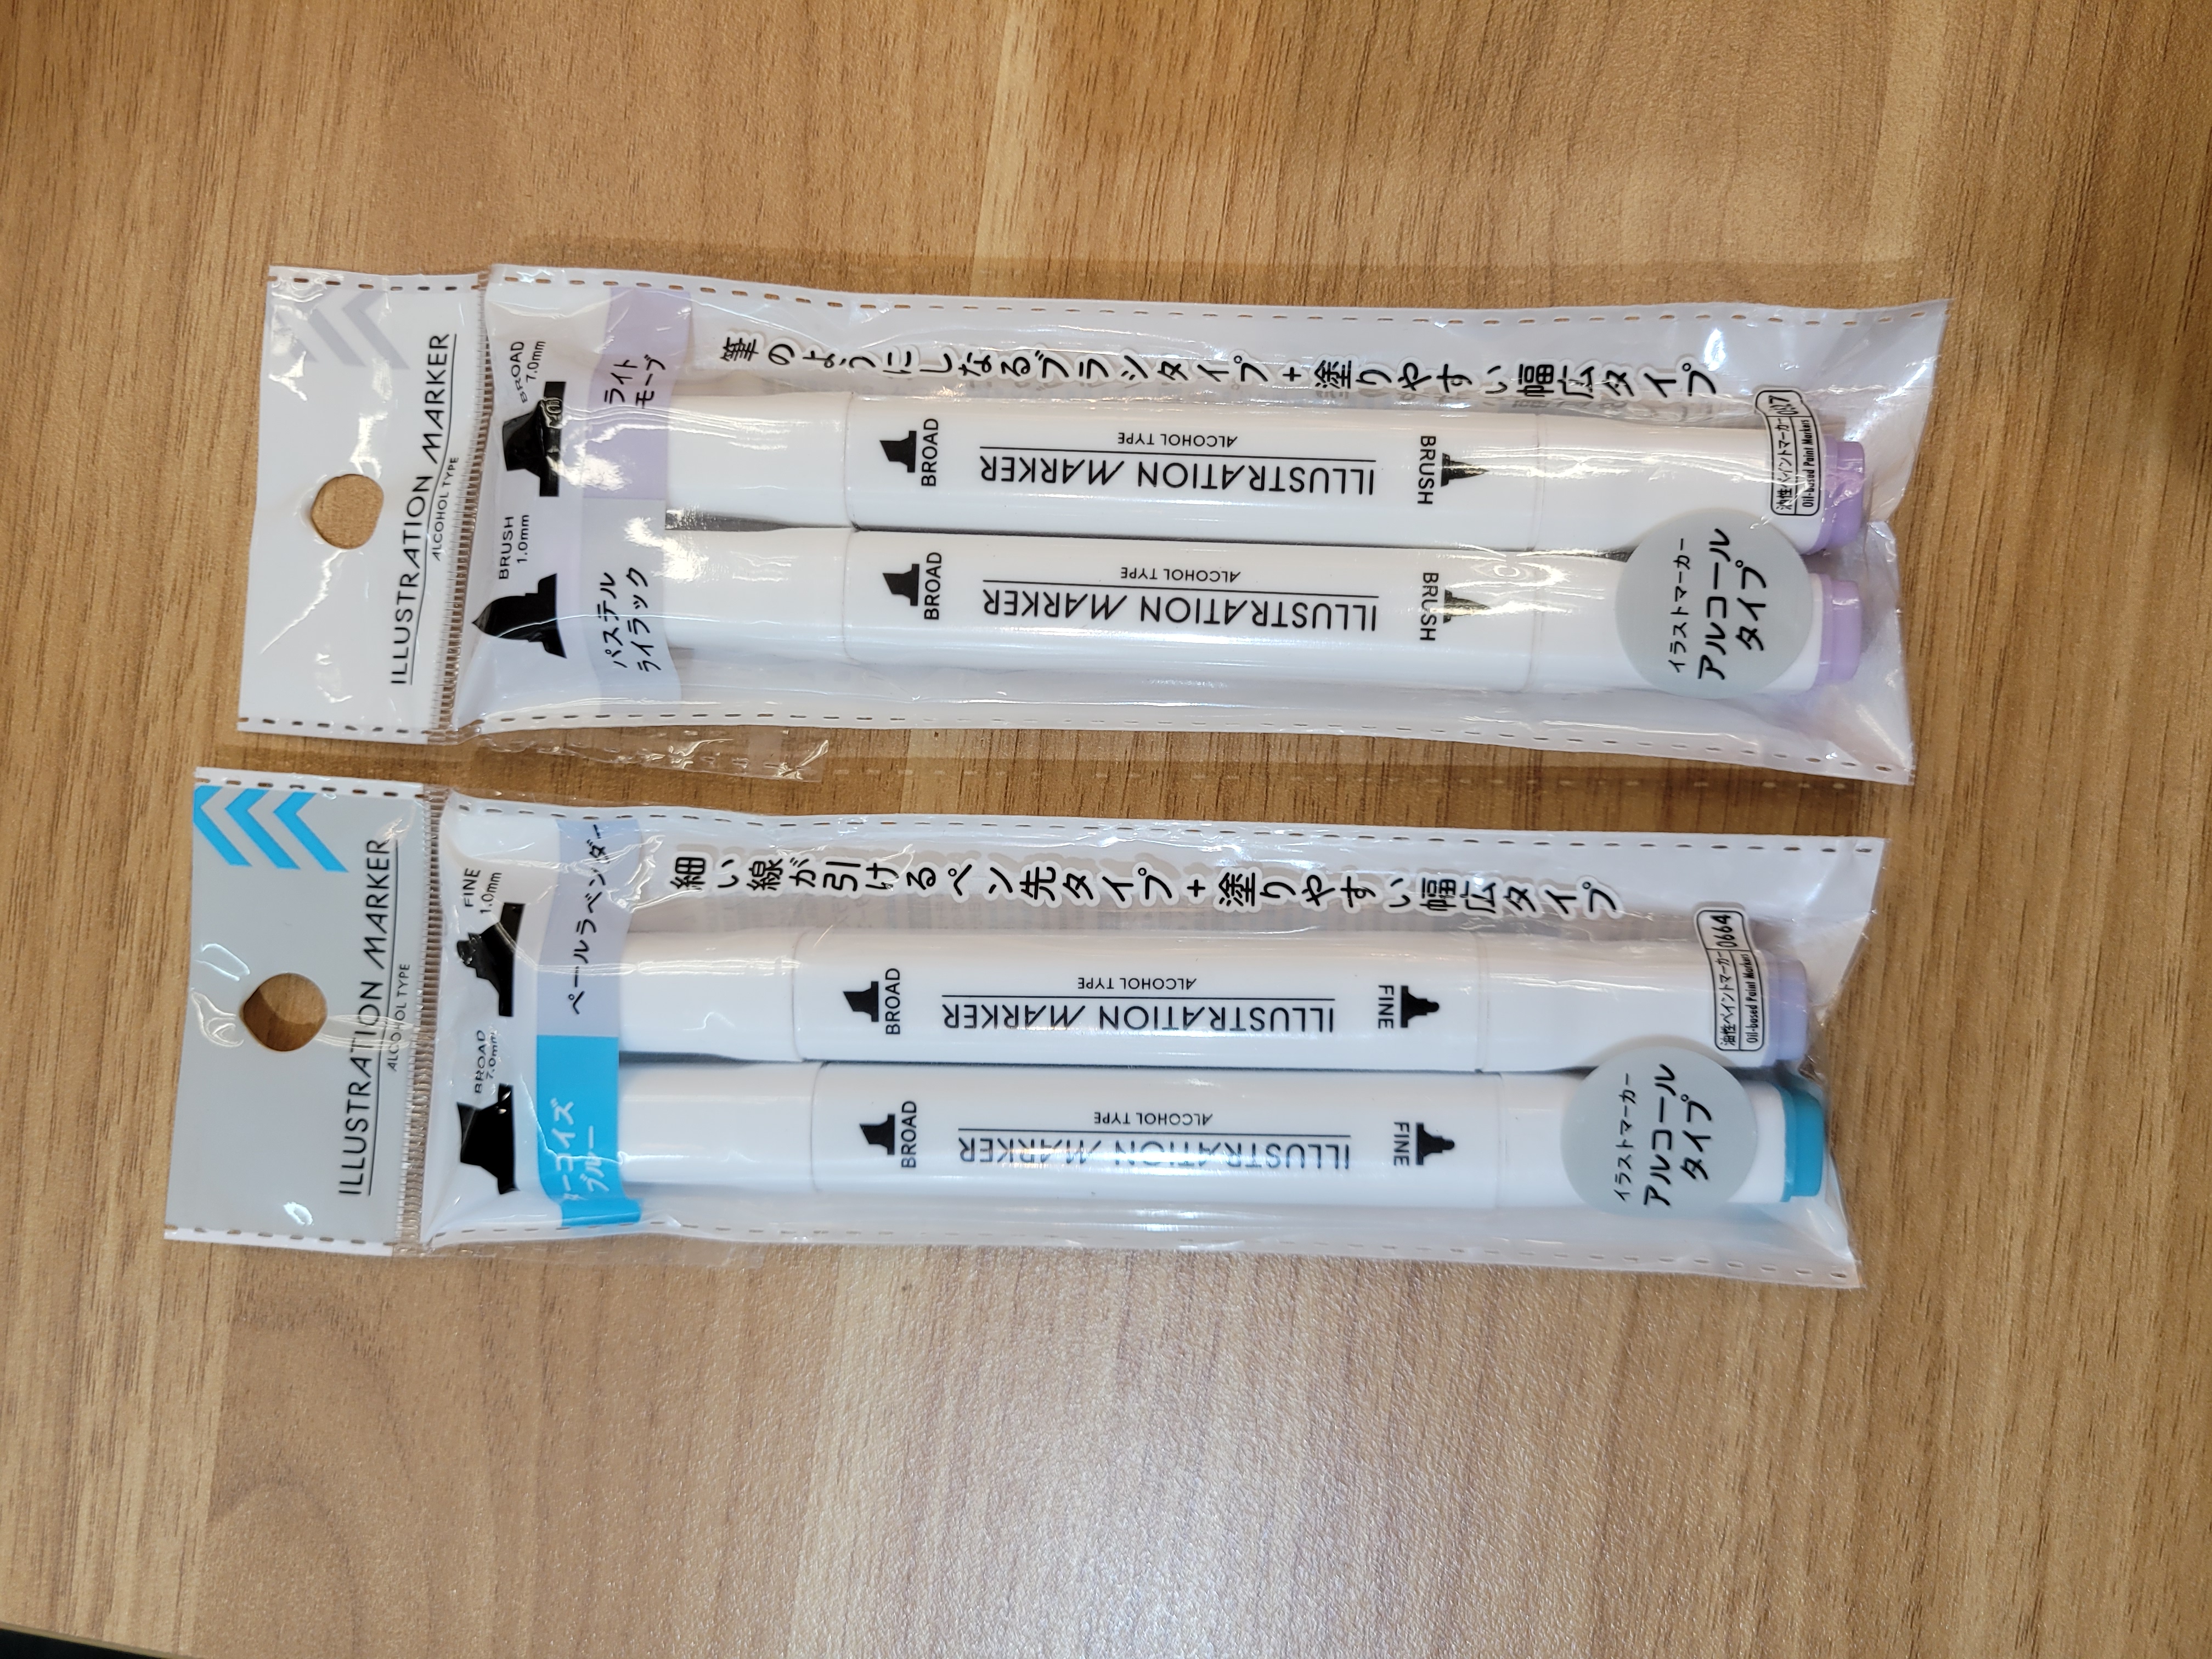 ILLUSTRATION MARKER
ALCOHOL TYPE
BRUSH
1.0mm
BROAD
7.0mm
パステル
ライラック
ライト
モーブ
筆のようにしなるブラシタイプ+塗りやすい幅広タイプ
BROAD
ILLUSTRATION MARKER
ALCOHOL TYPE
BRUSH
BROAD
ILLUSTRATION MARKER
ALCOHOL TYPE
BRUSH
油性ペイントマーカー
Oil-based Paint Markers
イラストマーカー
アルコール
タイプ
ILLUSTRATION MARKER
ALCOHOL TYPE
BROAD
7.0mm
FINE
1.0mm
ブルー
ペールラベンダー
細い線が引けるペン先タイプ+塗りやすい幅広タイプ
BROAD
ILLUSTRATION MARKER
ALCOHOL TYPE
FINE
BROAD
ILLUSTRATION MARKER
ALCOHOL TYPE
FINE
油性ペイントマーカー 0664
Oil-based Paint Markers
イラストマーカー
アルコール
タイプ